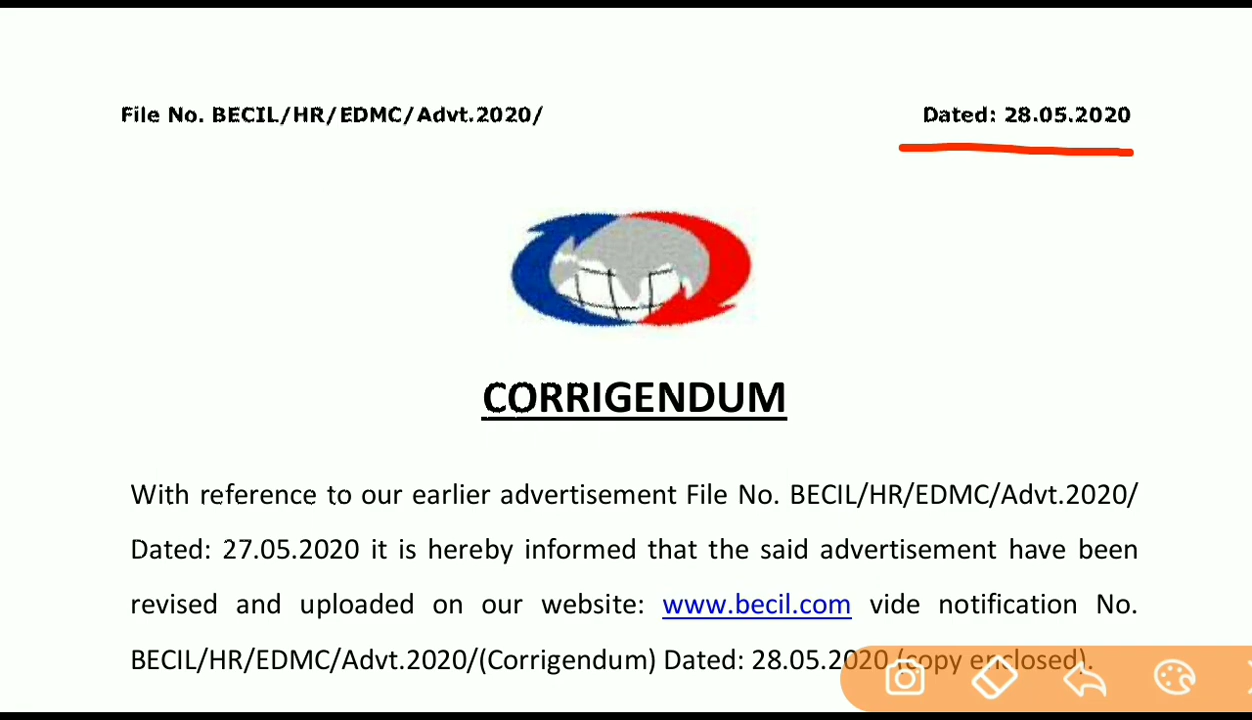 File No. BECIL/HR/EDMC/Advt.2020/ Dated: 28.05.2020
CORRIGENDUM
With reference to our earlier advertisement File No. BECIL/HR/EDMC/Advt.2020/
Dated: 27.05.2020 it is hereby informed that the said advertisement have been
revised and uploaded on our website: www.becil.com vide notification No.
BECIL/HR/EDMC/Advt.2020/(Corrigendum) Dated: 28.05.2020 (copy enclosed).